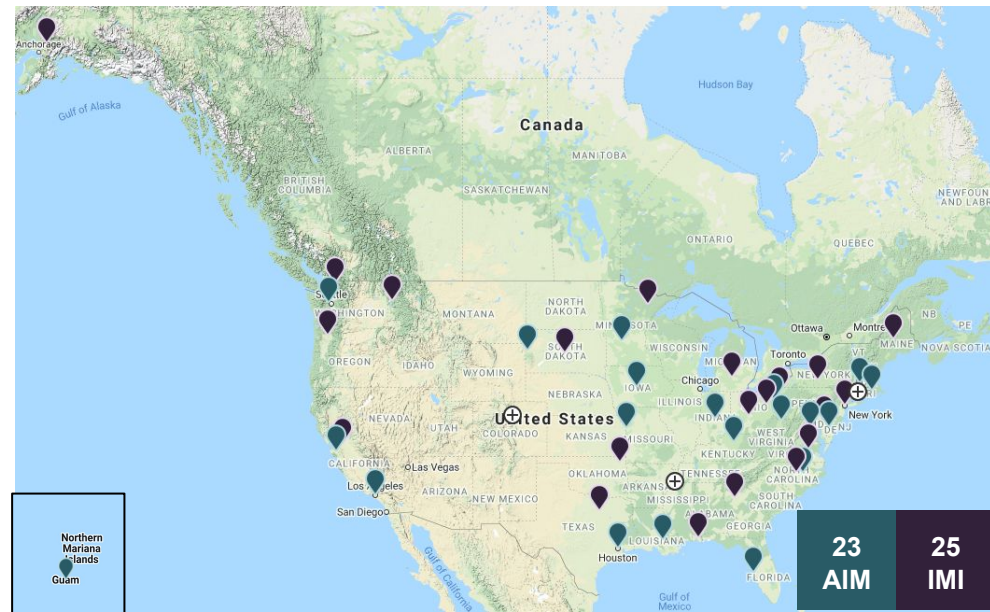 Anchorage
Gulf of Alaska
Hudson Bay
Canada
ALBERTA
MANITOBA
BRITISH
COLUMBIA
SASKATCHEWAN
NEWFOUN
AND LABR
ONTARIO
QUEBEC
Seattle
WASHINGTON
MONTANA
NORTH
DAKOTA
MINNESOTA
SOUTH
DAKOTA
WISCONSIN
MICHIGAN
Ottawa
Montre
NB
PE
MAINE
NOVA SCOTIA
Toronto
VT
NEW YORK
OREGON
IDAHO
WYOMING
IOWA
Chicago
NEBRASKA
ILLINOIS
INDIANA
OHIO
RI
New York
NEVADA
UTAH
COLORADO
United States
KANSAS
MISSOURI
WEST
VIRGINIA
DE
NJ
KENTUCKY
CALIFORNIA
Las Vegas
OKLAHOMA
ARKANSAS
TENNESSEE
NORTH
CAROLINA
Los Angeles
ARIZONA
NEW MEXICO
MISSISSIPPI
SOUTH
CAROLINA
San Diego
TEXAS
ALABAMA
GEORGIA
LOUISIANA
Houston
FLORIDA
Gulf of
Mexico
Gulf of California
Northern
Mariana
Islands
Guam
23
AIM
25
IMI